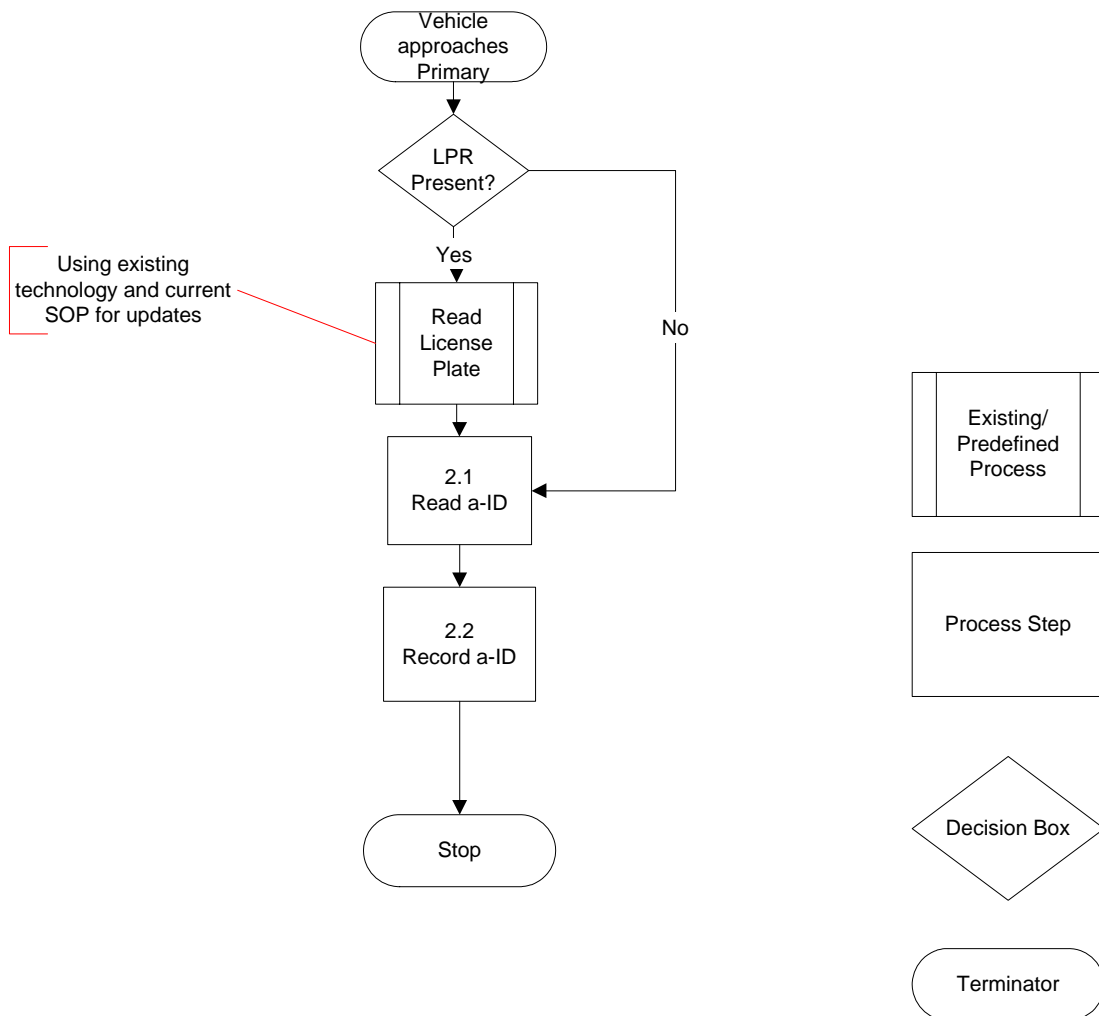 Vehicle
approaches
Primary
LPR
Present?
Yes
Using existing
technology and current
SOP for updates
Read
License
Plate
No
2.1
Read a-ID
2.2
Record a-ID
Stop
Existing/
Predefined
Process
Process Step
Decision Box
Terminator